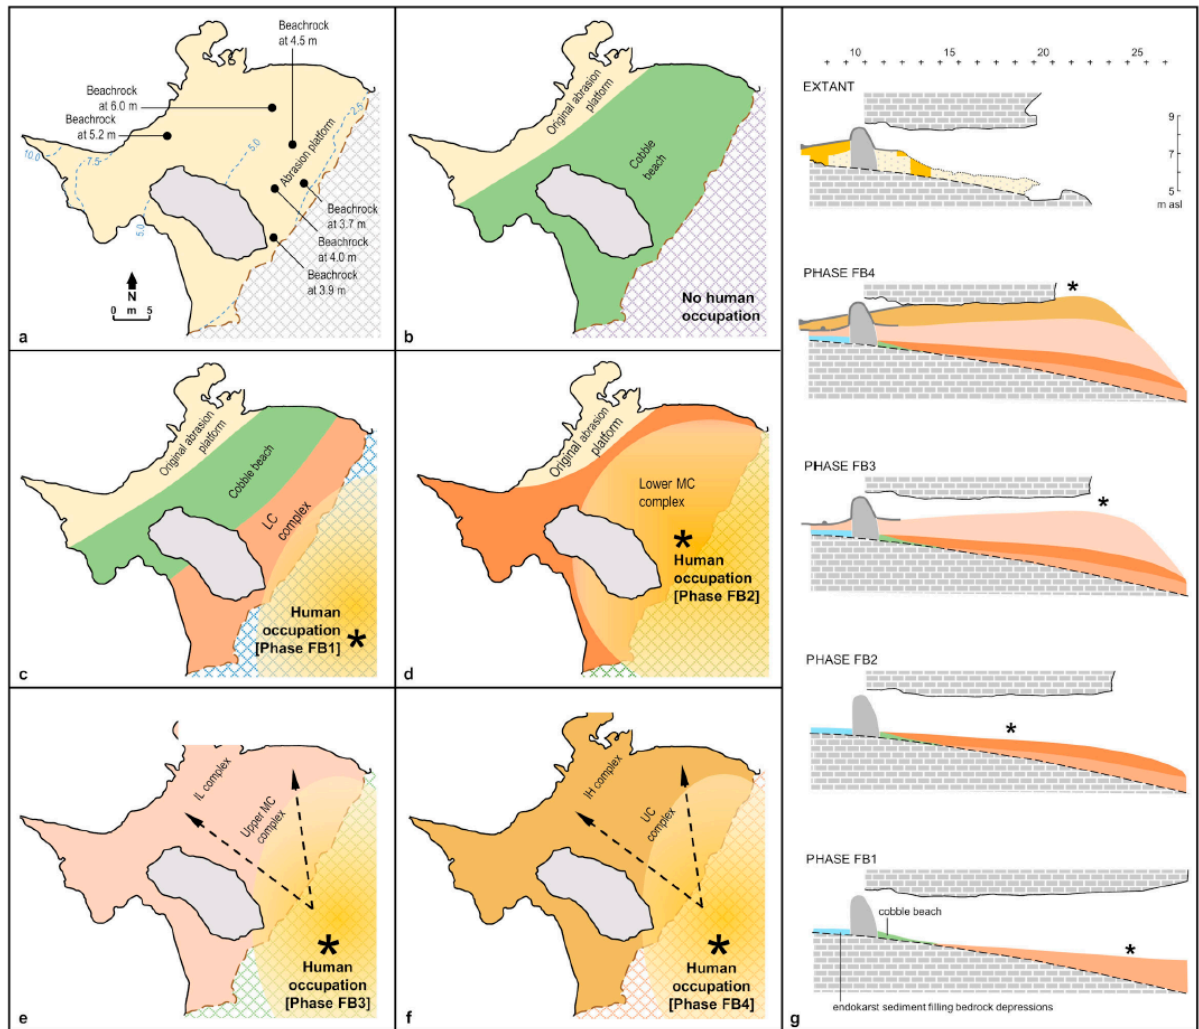 Beachrock
at 4.5 m
Beachrock
at 6.0 m
Beachrock
at 5.2 m
10.0
7.5
5.0
2.5
5.0
Abrasion platform
Beachrock
at 3.7 m
Beachrock
at 4.0 m
Beachrock
at 3.9 m
N
0 m 5
a
Original abrasion
platform
Cobble
beach
No human
occupation
b
Original abrasion
platform
Cobble beach
LC
complex
Human
occupation
[Phase FB1]
*
c
Original abrasion
platform
Lower MC
complex
*
Human
occupation
[Phase FB2]
d
IL complex
Upper MC
complex
*
Human
occupation
[Phase FB3]
e
IH complex
UC
complex
*
Human
occupation
[Phase FB4]
f
10 15 20 25
EXTANT
9
7
5
m asl
PHASE FB4
*
PHASE FB3
*
PHASE FB2
*
PHASE FB1
cobble beach
*
endokarst sediment filling bedrock depressions
g